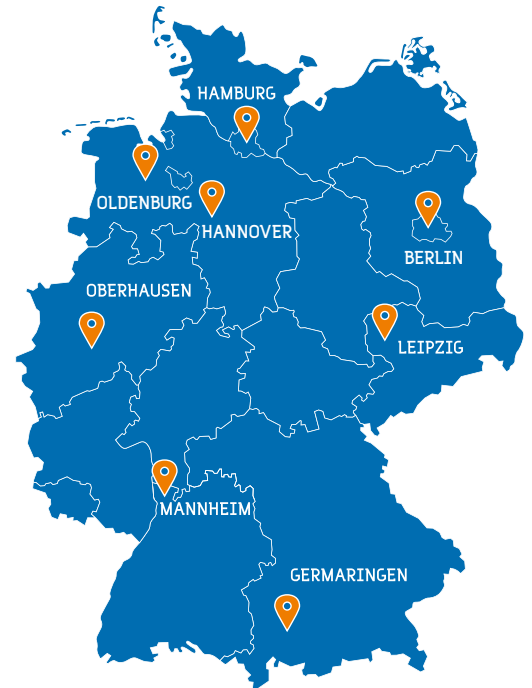 HAMBURG
OLDENBURG
HANNOVER
BERLIN
OBERHAUSEN
LEIPZIG
MANNHEIM
GERMARINGEN